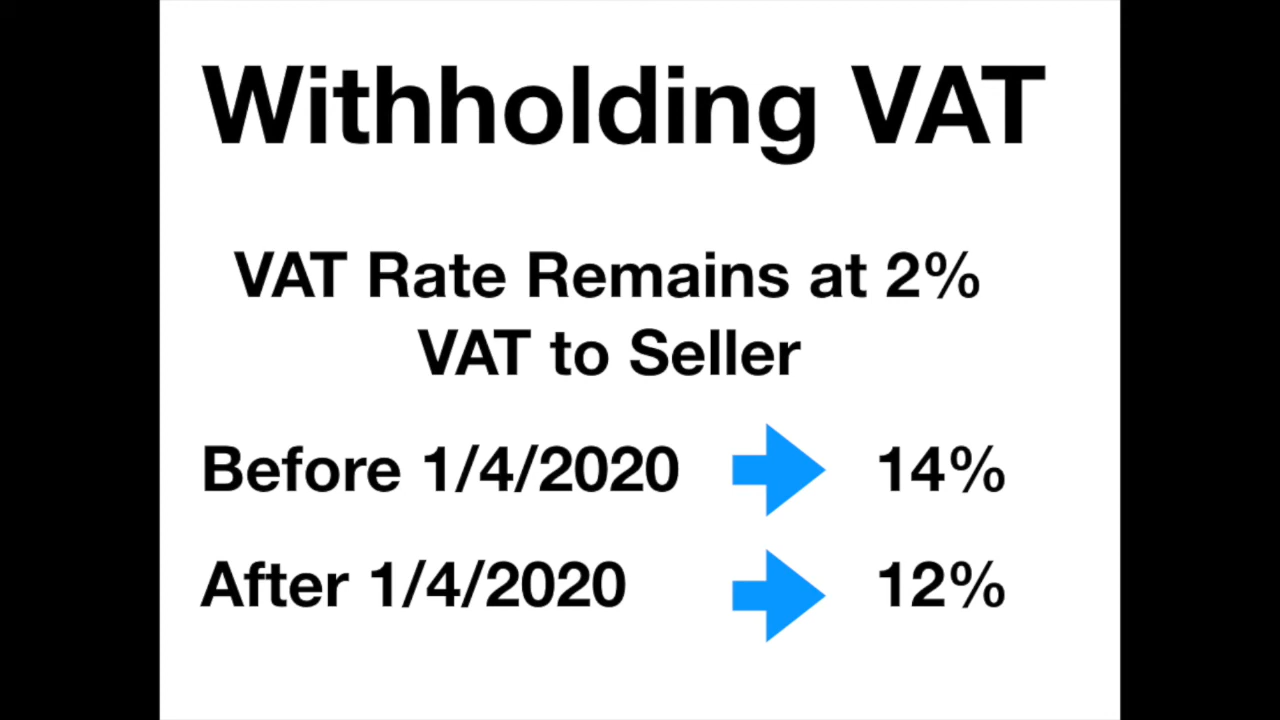 Withholding VAT
VAT Rate Remains at 2%
VAT to Seller
Before 1/4/2020 14%
After 1/4/2020 12%